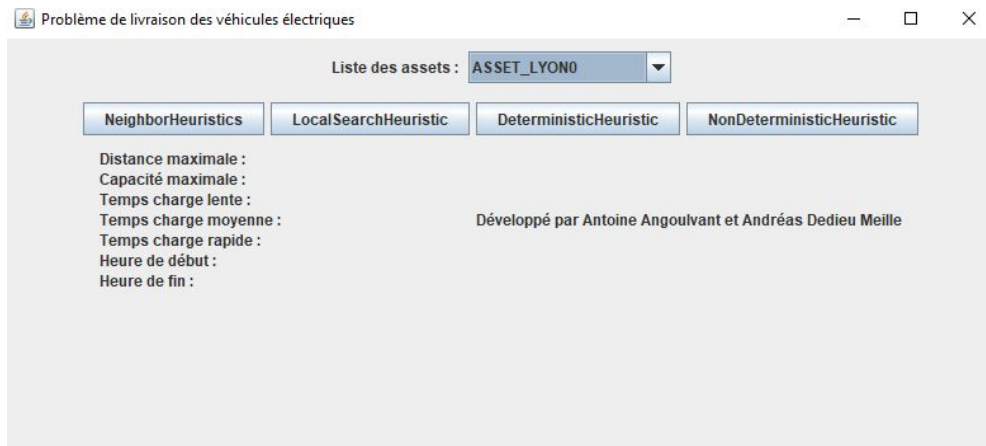 Problème de livraison des véhicules électriques
Liste des assets : ASSET_LYON0
NeighborHeuristics LocalSearchHeuristic DeterministicHeuristic NonDeterministicHeuristic
Distance maximale :
Capacité maximale :
Temps charge lente :
Temps charge moyenne : Développé par Antoine Angoulvant et Andréas Dedieu Meille
Temps charge rapide :
Heure de début :
Heure de fin :